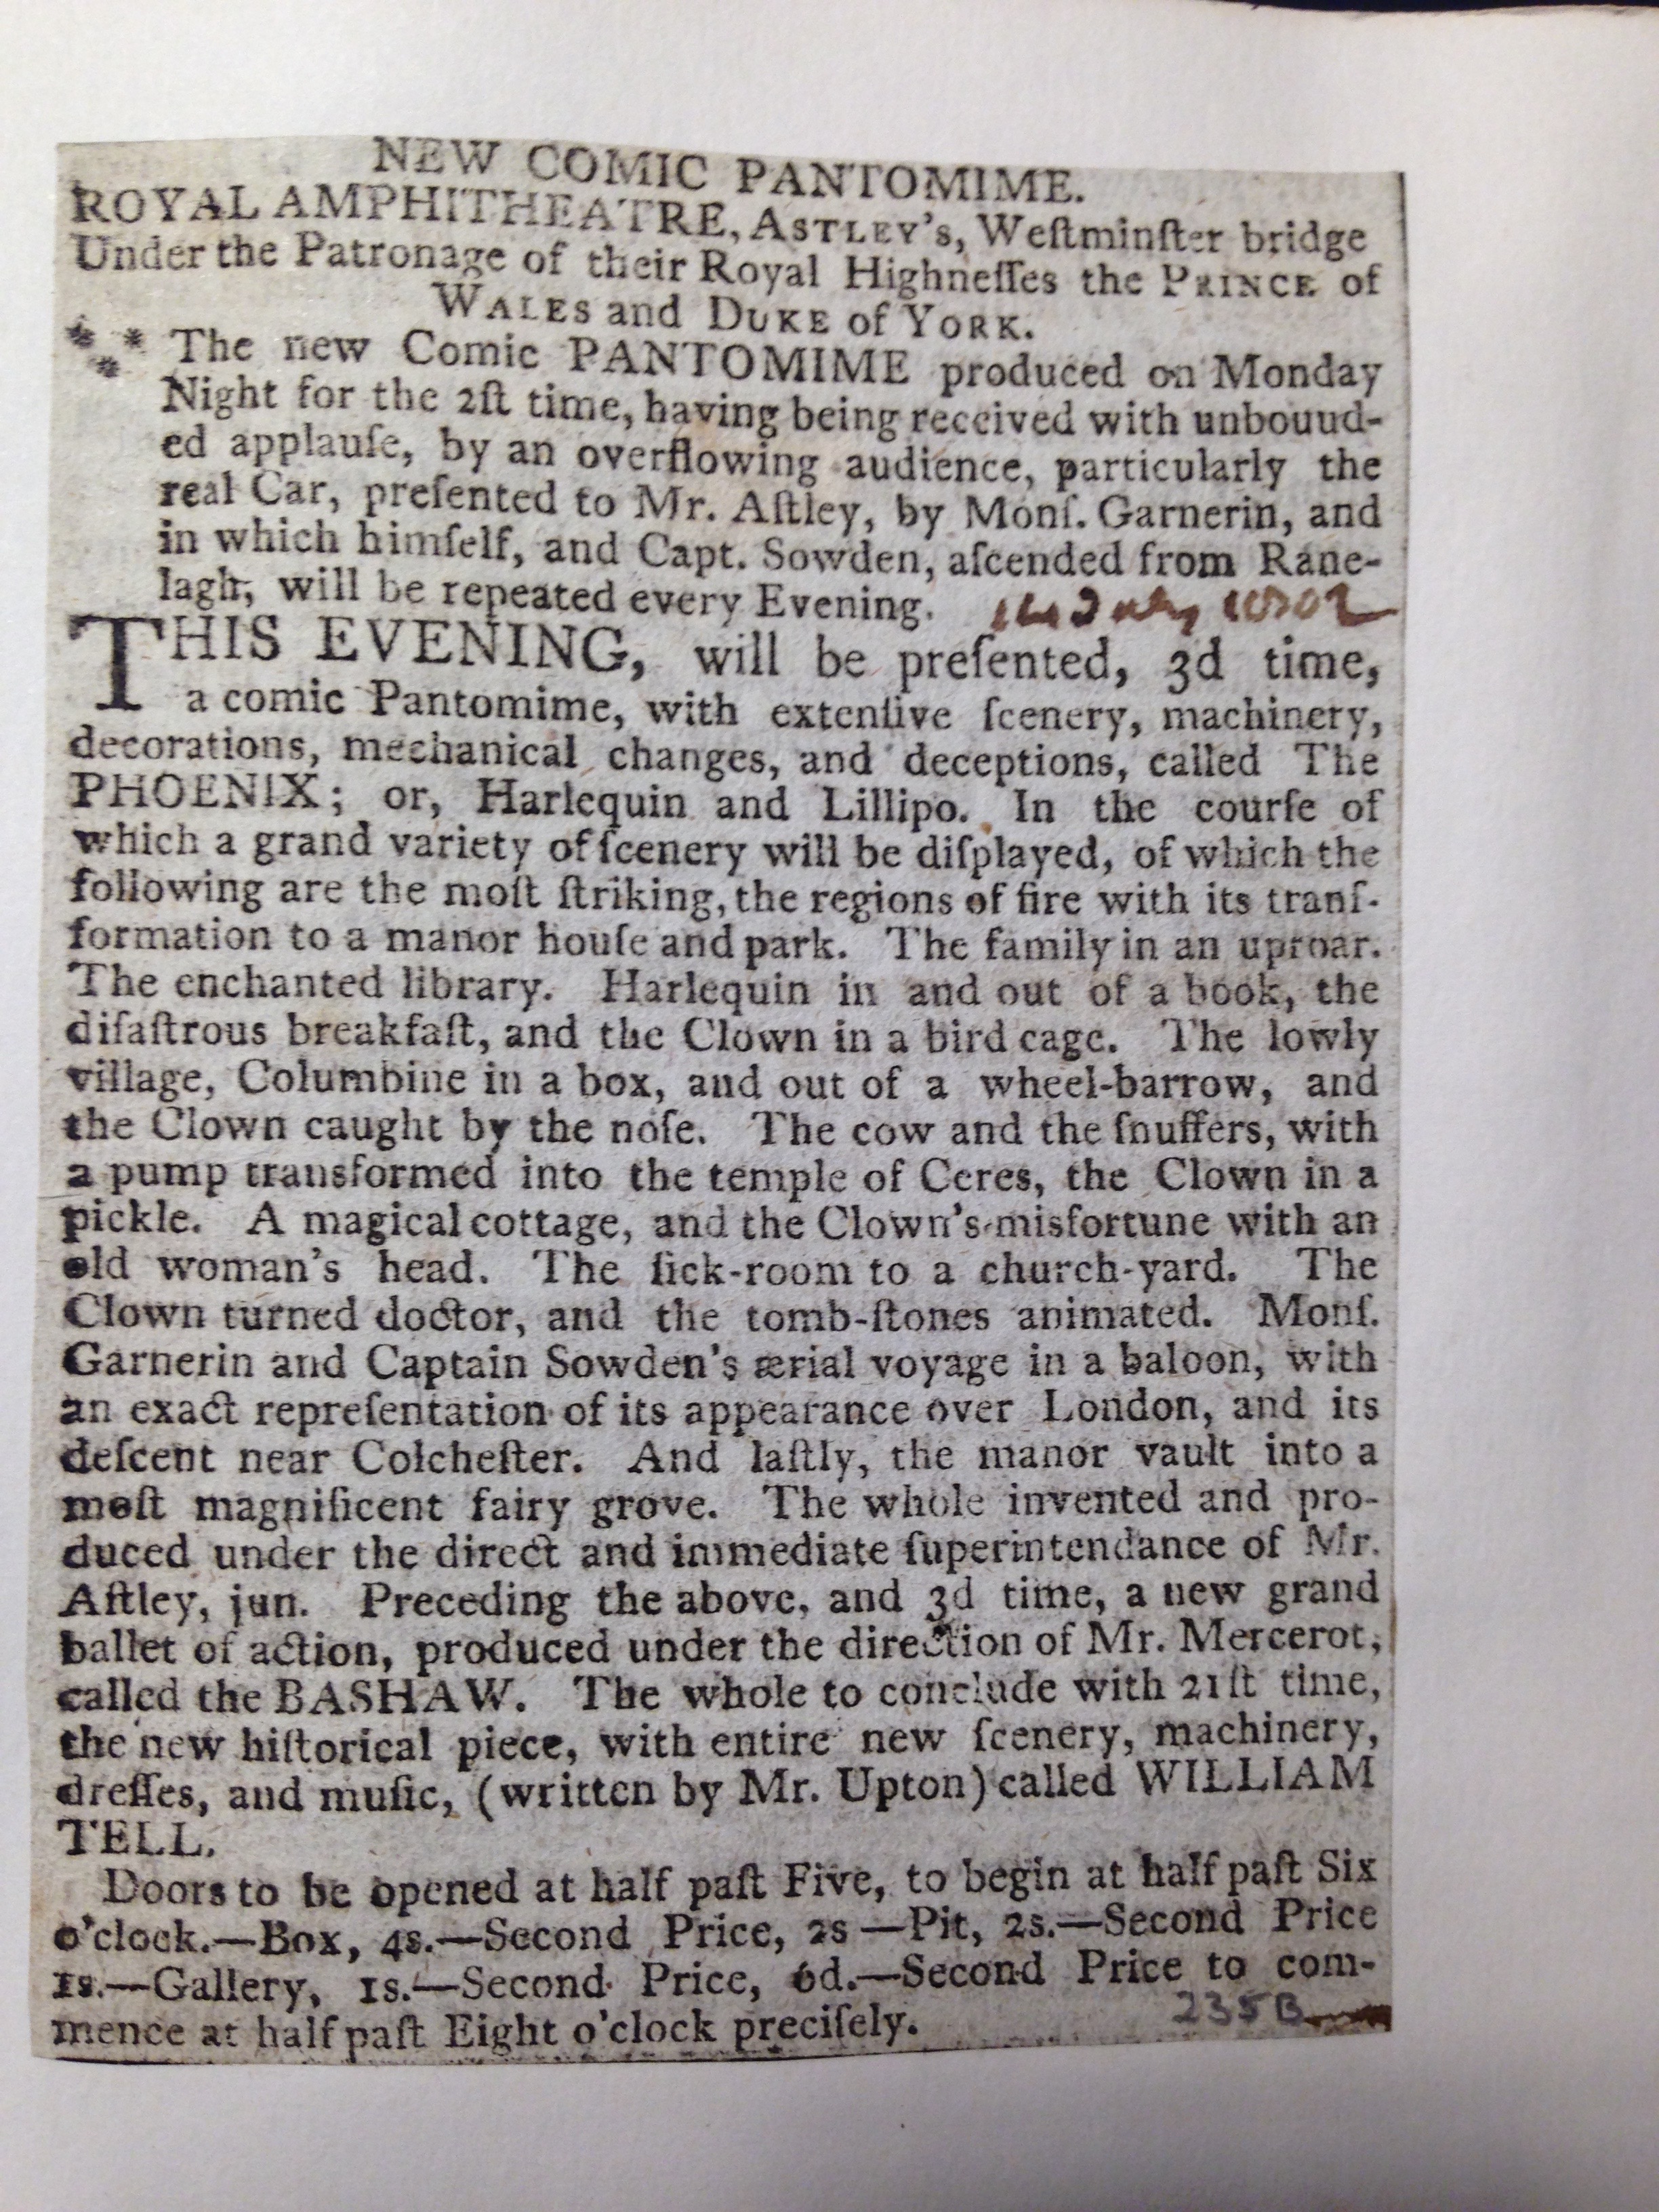 NEW COMIC PANTOMIME.
ROYAL AMPHITHEATRE, ASTLEY'S, Weſtminſter bridge
Under the Patronage of their Royal Highneſſes the PRINCE of
WALES and DUKE of YORK.
*** The new Comic PANTOMIME produced on Monday
Night for the 2ſt time, having being received with unbouud-
ed applauſe, by an overflowing audience, particularly the
real Car, preſented to Mr. Aſtley, by Monſ. Garnerin, and
in which himſelf, and Capt. Sowden, aſcended from Rane-
lagh, will be repeated every Evening. 14 July 1802
THIS EVENING, will be preſented, 3d time,
a comic Pantomime, with extenſive ſcenery, machinery,
decorations, mechanical changes, and deceptions, called The
PHOENIX; or, Harlequin and Lillipo. In the courſe of
which a grand variety of ſcenery will be diſplayed, of which the
following are the moſt ſtriking, the regions of fire with its tranſ-
formation to a manor houſe and park. The family in an uproar.
The enchanted library. Harlequin in and out of a book, the
diſaſtrous breakfaſt, and the Clown in a bird cage. The lowly
village, Columbine in a box, and out of a wheel-barrow, and
the Clown caught by the noſe. The cow and the ſnuffers, with
a pump transformed into the temple of Ceres, the Clown in a
pickle. A magical cottage, and the Clown's misfortune with an
old woman's head. The ſick-room to a church-yard. The
Clown turned doctor, and the tomb-ſtones animated. Monſ.
Garnerin and Captain Sowden's ærial voyage in a baloon, with
an exact repreſentation of its appearance over London, and its
deſcent near Colcheſter. And laſtly, the manor vault into a
moſt magnificent fairy grove. The whole invented and pro-
duced under the direct and immediate ſuperintendance of Mr.
Aſtley, jun. Preceding the above, and 3d time, a new grand
ballet of action, produced under the direction of Mr. Mercerot,
called the BASHAW. The whole to conclude with 21ſt time,
the new hiſtorical piece, with entire new ſcenery, machinery,
dreſſes, and muſic, (written by Mr. Upton) called WILLIAM
TELL.
Doors to be opened at half paſt Five, to begin at half paſt Six
o'clock.—Box, 4s.—Second Price, 2s—Pit, 2s.—Second Price
1s.—Gallery, 1s.—Second Price, 6d.—Second Price to com-
mence at half paſt Eight o'clock preciſely.
235B